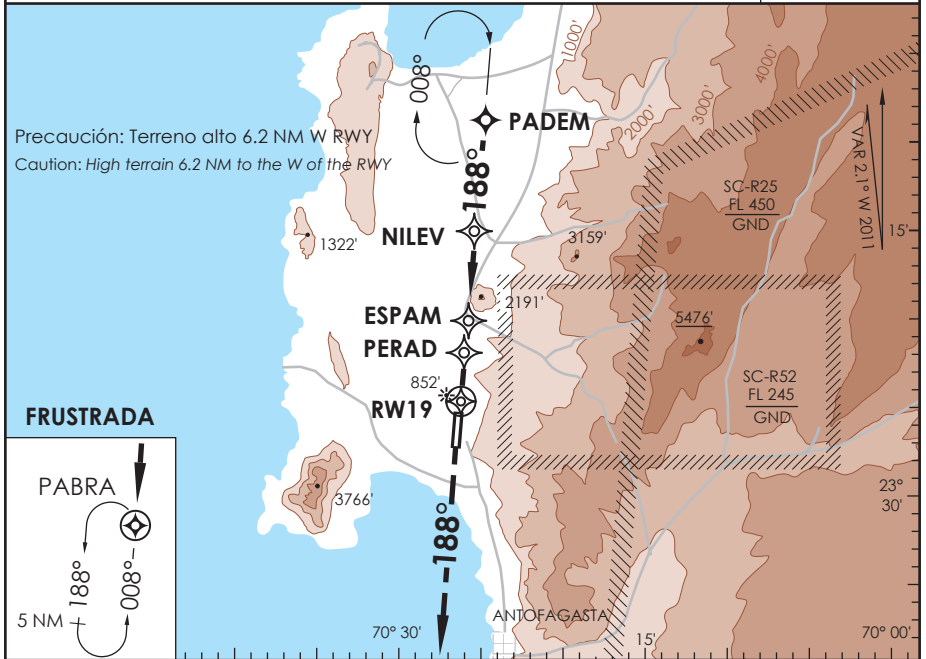 008°
188°
PADEM
1000'
2000'
3000'
4000'
Precaución: Terreno alto 6.2 NM W RWY
Caution: High terrain 6.2 NM to the W of the RWY
VAR 2.1° W 2011
SC-R25
FL 450
GND
15'
NILEV
1322'
3159'
2191'
ESPAM
5476'
PERAD
852'
RW19
SC-R52
FL 245
GND
FRUSTRADA
PABRA
188°
008°
5 NM
3766'
23°
30'
188°
ANTOFAGASTA
70° 30'
15'
70° 00'